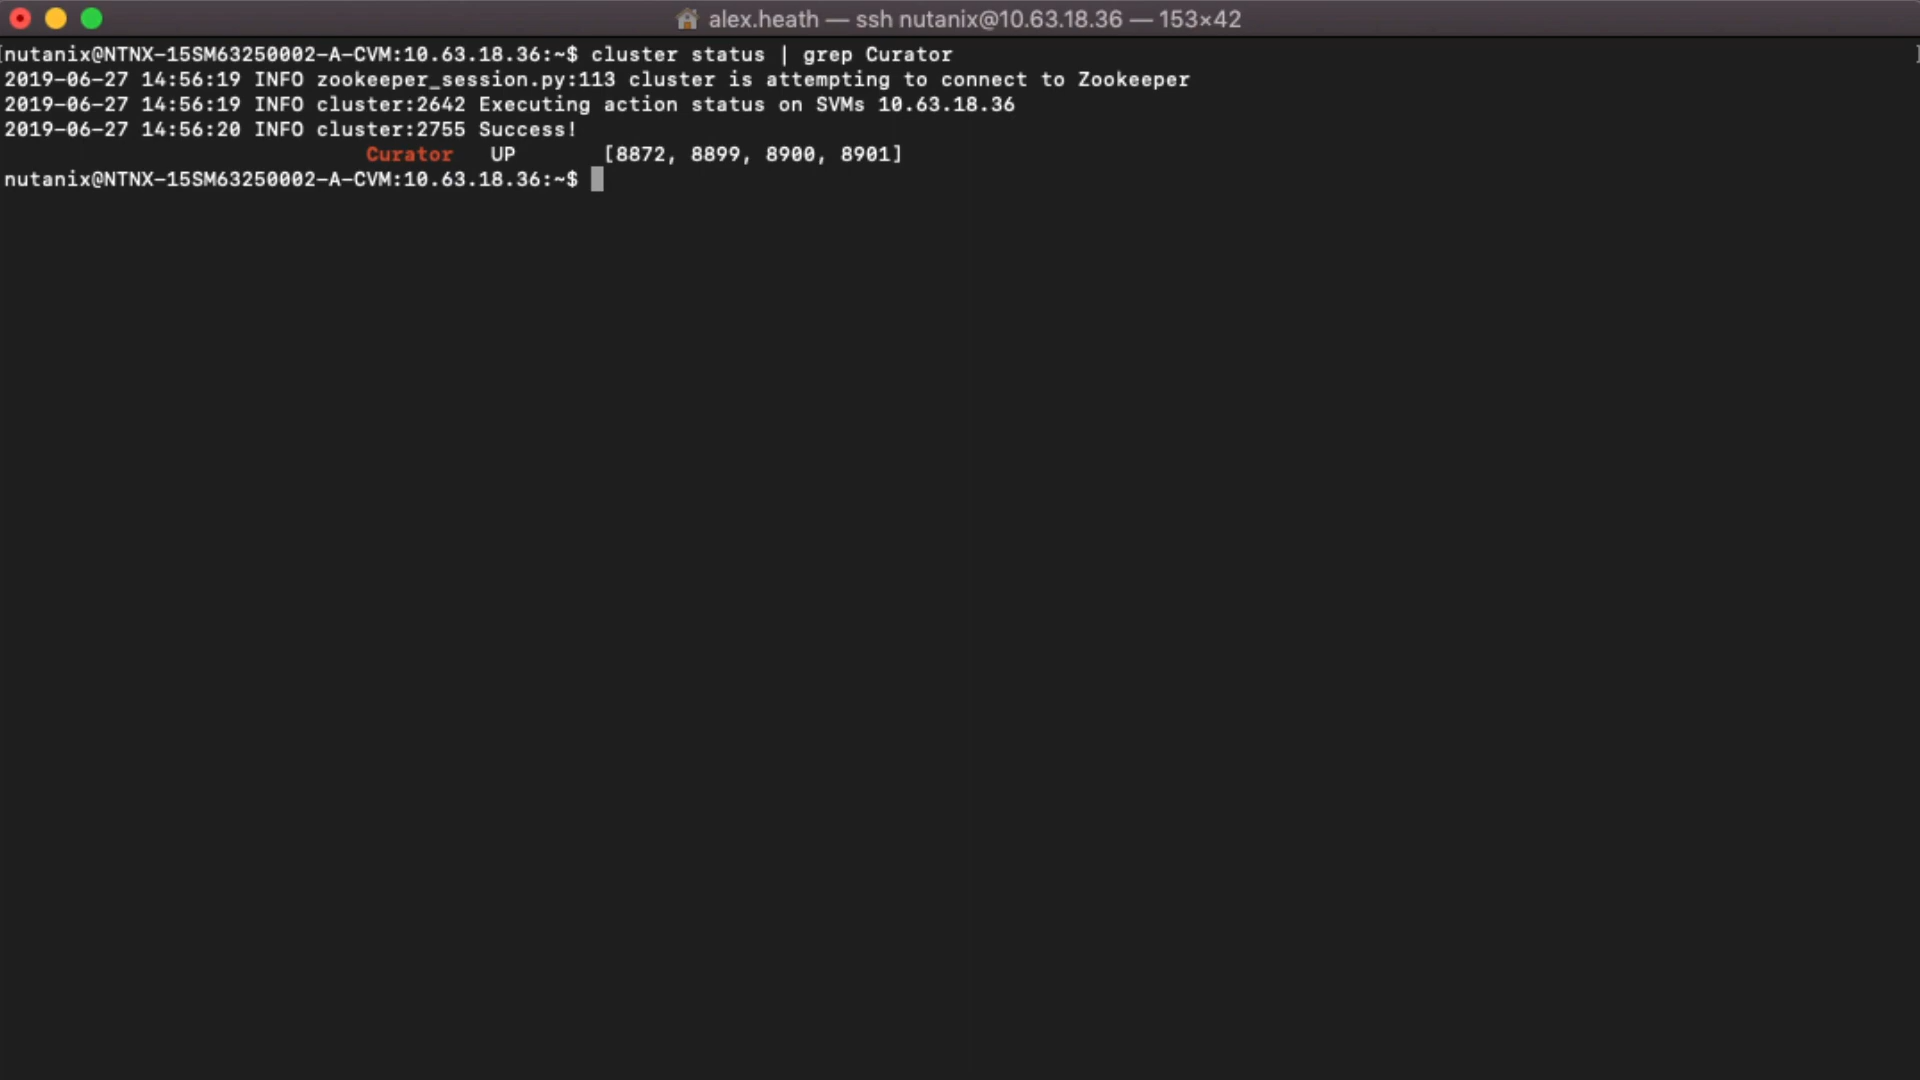 alex.heath — ssh nutanix@10.63.18.36 — 153×42
[nutanix@NTNX-15SM63250002-A-CVM:10.63.18.36:~$ cluster status | grep Curator ]
2019-06-27 14:56:19 INFO zookeeper_session.py:113 cluster is attempting to connect to Zookeeper
2019-06-27 14:56:19 INFO cluster:2642 Executing action status on SVMs 10.63.18.36
2019-06-27 14:56:20 INFO cluster:2755 Success!
Curator UP [8872, 8899, 8900, 8901]
nutanix@NTNX-15SM63250002-A-CVM:10.63.18.36:~$